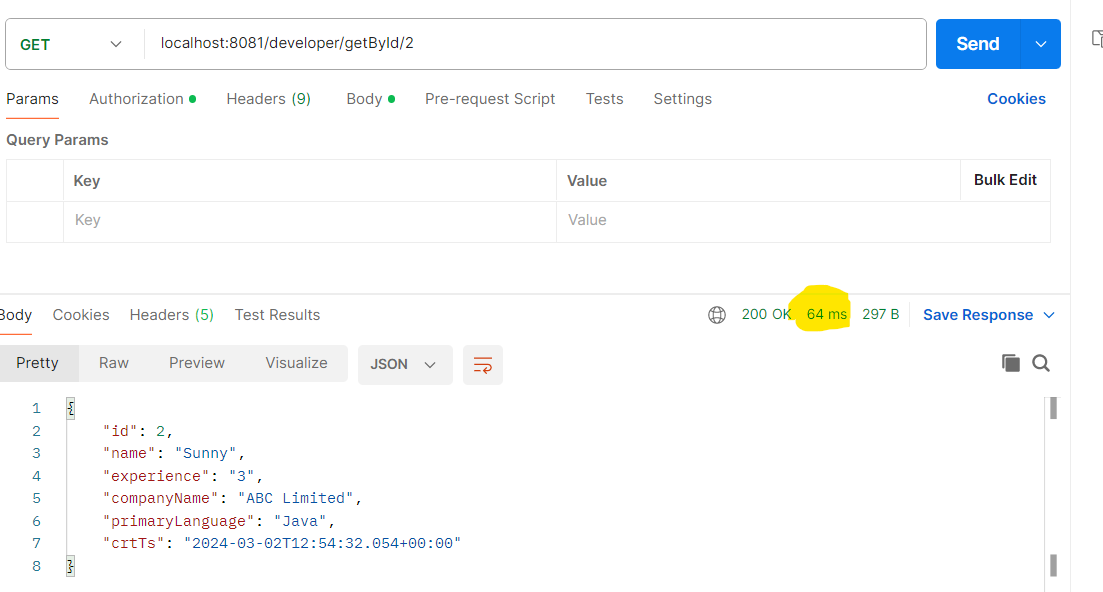 GET localhost:8081/developer/getById/2 Send
Params Authorization Headers (9) Body Pre-request Script Tests Settings Cookies
Query Params
Key Value Bulk Edit
Key Value
Body Cookies Headers (5) Test Results 200 OK 64 ms 297 B Save Response
Pretty Raw Preview Visualize JSON
1 {
2 "id": 2,
3 "name": "Sunny",
4 "experience": "3",
5 "companyName": "ABC Limited",
6 "primaryLanguage": "Java",
7 "crtTs": "2024-03-02T12:54:32.054+00:00"
8 }